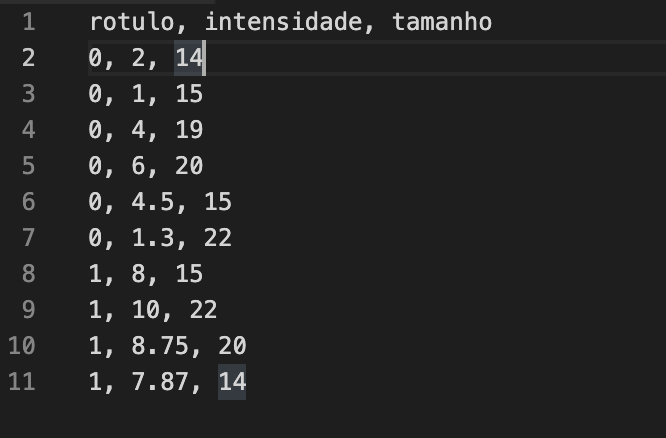 1 rotulo, intensidade, tamanho
2 0, 2, 14
3 0, 1, 15
4 0, 4, 19
5 0, 6, 20
6 0, 4.5, 15
7 0, 1.3, 22
8 1, 8, 15
9 1, 10, 22
10 1, 8.75, 20
11 1, 7.87, 14